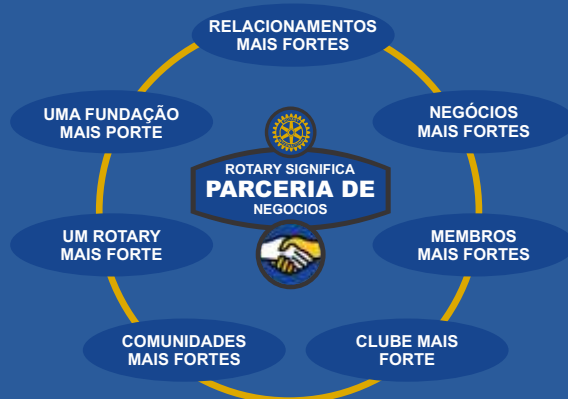 RELACIONAMENTOS
MAIS FORTES
NEGÓCIOS
MAIS FORTES
MEMBROS
MAIS FORTES
CLUBE MAIS
FORTE
COMUNIDADES
MAIS FORTES
UM ROTARY
MAIS FORTE
UMA FUNDAÇÃO
MAIS PORTE
ROTARY SIGNIFICA
PARCERIA DE
NEGOCIOS